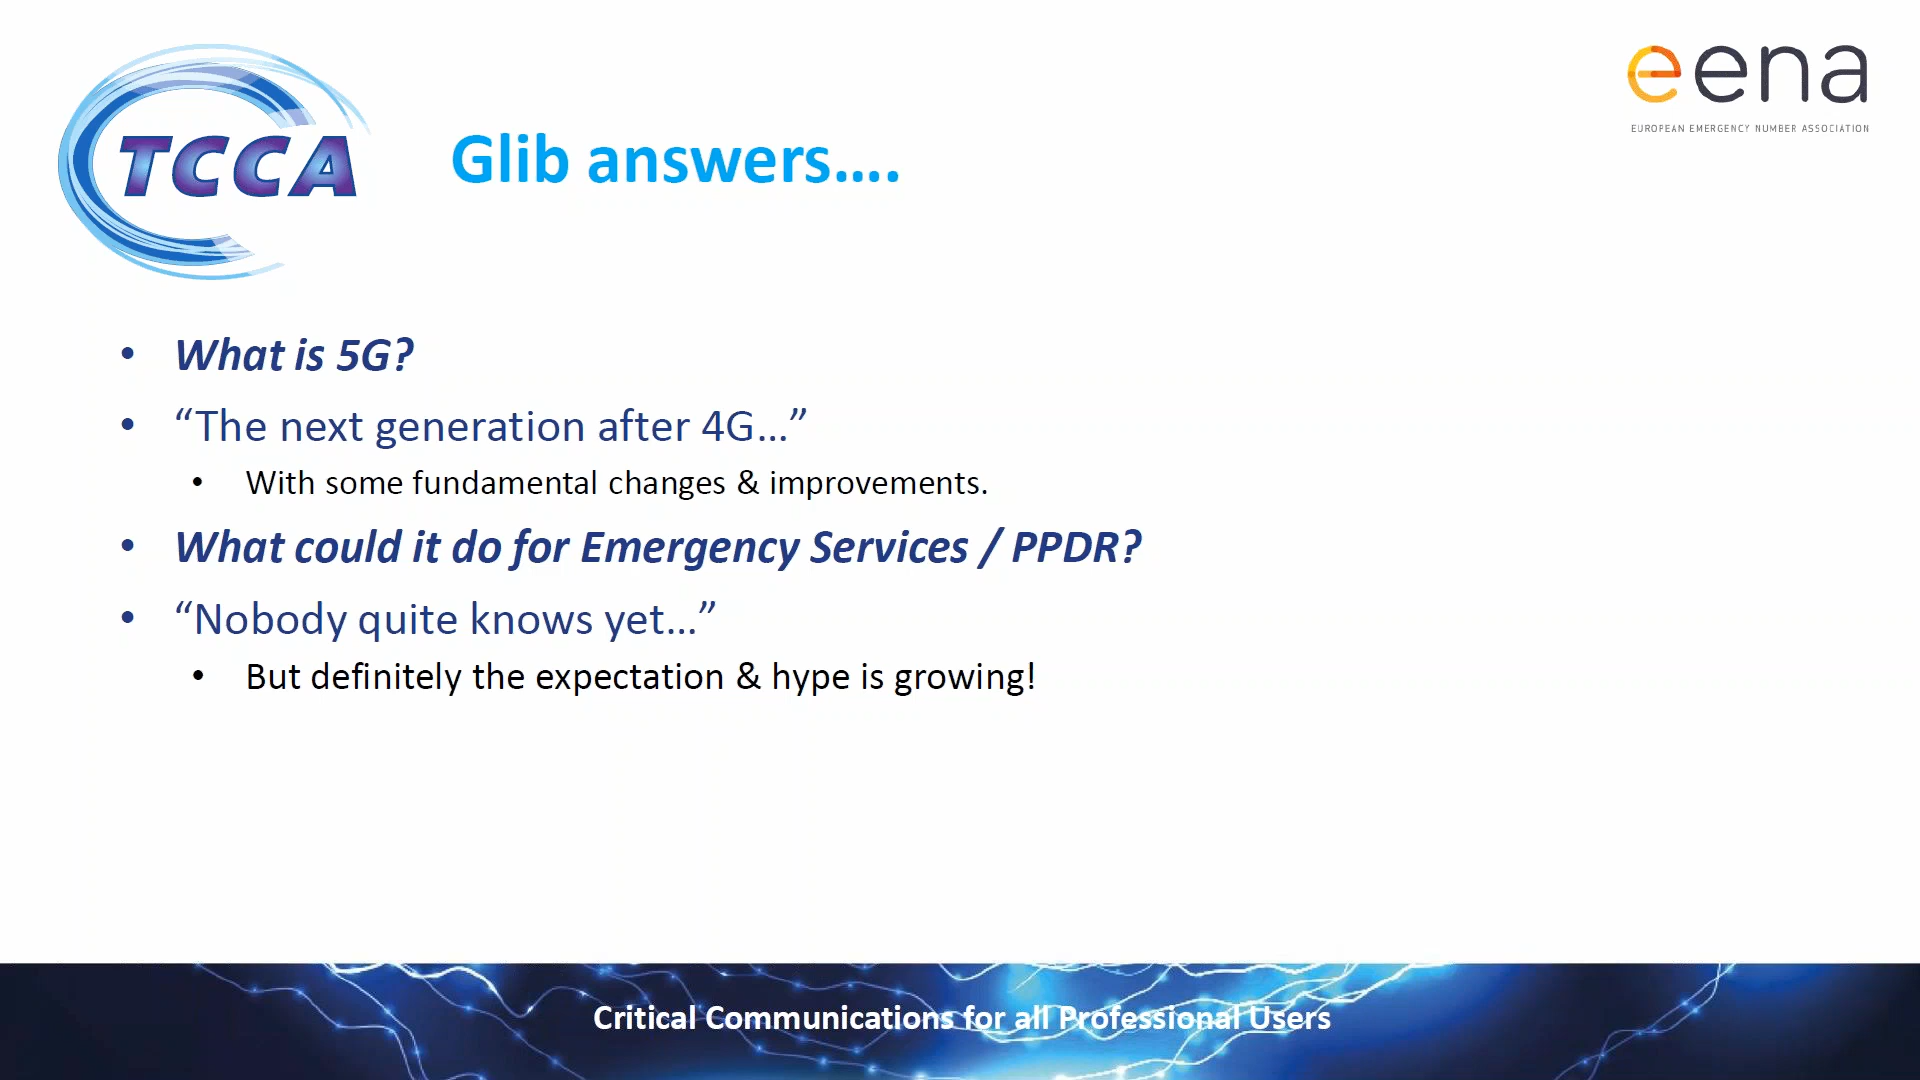 TCCA
eena
EUROPEAN EMERGENCY NUMBER ASSOCIATION
Glib answers….
• What is 5G?
• “The next generation after 4G…”
• With some fundamental changes & improvements.
• What could it do for Emergency Services / PPDR?
• “Nobody quite knows yet…”
• But definitely the expectation & hype is growing!
Critical Communications for all Professional Users